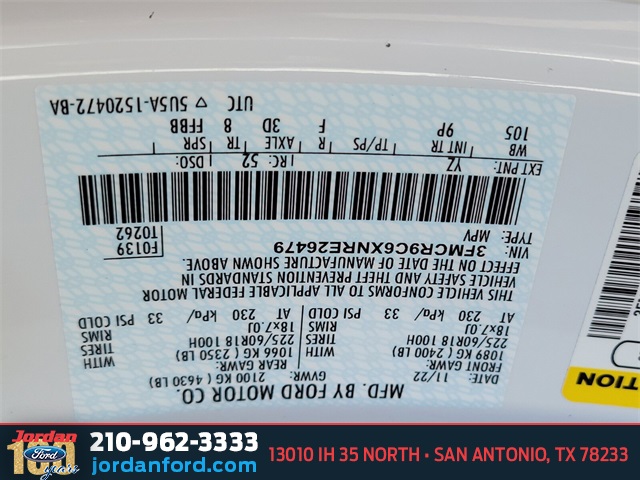 MFD. BY FORD MOTOR CO.
DATE: 11/22
GVWR: 2100 KG ( 4630 LB)
FRONT GAWR: 1089 KG ( 2400 LB)
REAR GAWR: 1066 KG ( 2350 LB)
WITH
225/60R18 100H
225/60R18 100H
TIRES
18x7.0J
18x7.0J
RIMS
AT 230 kPa/ 33 PSI COLD
AT 230 kPa/ 33 PSI COLD
THIS VEHICLE CONFORMS TO ALL APPLICABLE FEDERAL MOTOR
VEHICLE SAFETY AND THEFT PREVENTION STANDARDS IN
EFFECT ON THE DATE OF MANUFACTURE SHOWN ABOVE.
VIN: 3FMCR9C6XNRE26479
TYPE: MPV
F0139
T0262
EXT PNT: YZ RC: 52 DSO:
WB INT TR TP/PS R AXLE TR SPR
105 9P F 3D 8 FFBB
UTC ▽ 5U5A-1520472-BA
TION
Jordan
Ford
100
years
210-962-3333
jordanford.com
13010 IH 35 NORTH • SAN ANTONIO, TX 78233